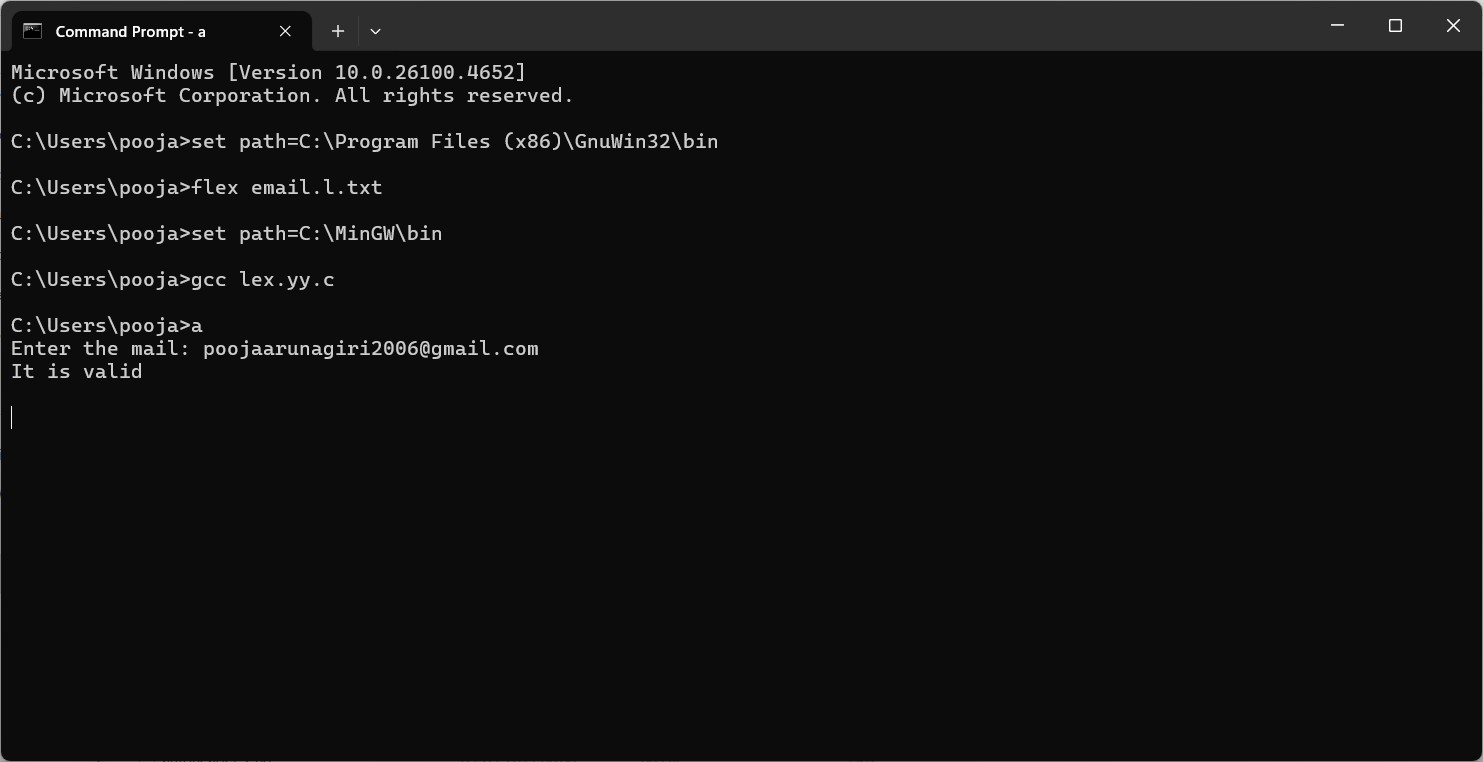 Command Prompt - a
Microsoft Windows [Version 10.0.26100.4652]
(c) Microsoft Corporation. All rights reserved.
C:\Users\pooja>set path=C:\Program Files (x86)\GnuWin32\bin
C:\Users\pooja>flex email.l.txt
C:\Users\pooja>set path=C:\MinGW\bin
C:\Users\pooja>gcc lex.yy.c
C:\Users\pooja>a
Enter the mail: poojaarunagiri2006@gmail.com
It is valid